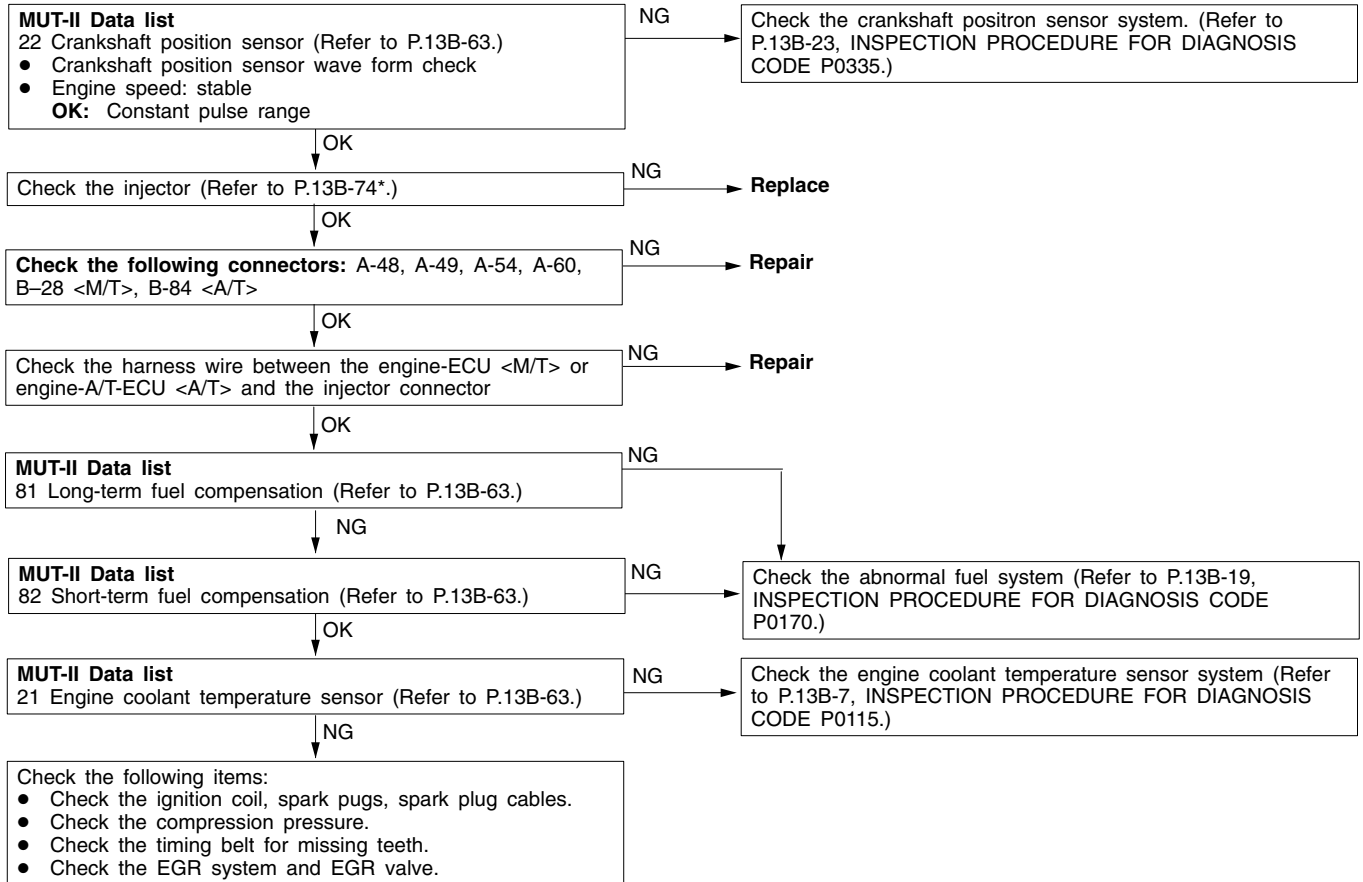 MUT-II Data list
22 Crankshaft position sensor (Refer to P.13B-63.)
● Crankshaft position sensor wave form check
● Engine speed: stable
OK: Constant pulse range
NG
Check the crankshaft positron sensor system. (Refer to
P.13B-23, INSPECTION PROCEDURE FOR DIAGNOSIS
CODE P0335.)
OK
Check the injector (Refer to P.13B-74*.)
NG
Replace
OK
Check the following connectors: A-48, A-49, A-54, A-60,
B–28 <M/T>, B-84 <A/T>
NG
Repair
OK
Check the harness wire between the engine-ECU <M/T> or
engine-A/T-ECU <A/T> and the injector connector
NG
Repair
OK
MUT-II Data list
81 Long-term fuel compensation (Refer to P.13B-63.)
NG
NG
MUT-II Data list
82 Short-term fuel compensation (Refer to P.13B-63.)
NG
Check the abnormal fuel system (Refer to P.13B-19,
INSPECTION PROCEDURE FOR DIAGNOSIS CODE
P0170.)
OK
MUT-II Data list
21 Engine coolant temperature sensor (Refer to P.13B-63.)
NG
Check the engine coolant temperature sensor system (Refer
to P.13B-7, INSPECTION PROCEDURE FOR DIAGNOSIS
CODE P0115.)
NG
Check the following items:
● Check the ignition coil, spark pugs, spark plug cables.
● Check the compression pressure.
● Check the timing belt for missing teeth.
● Check the EGR system and EGR valve.